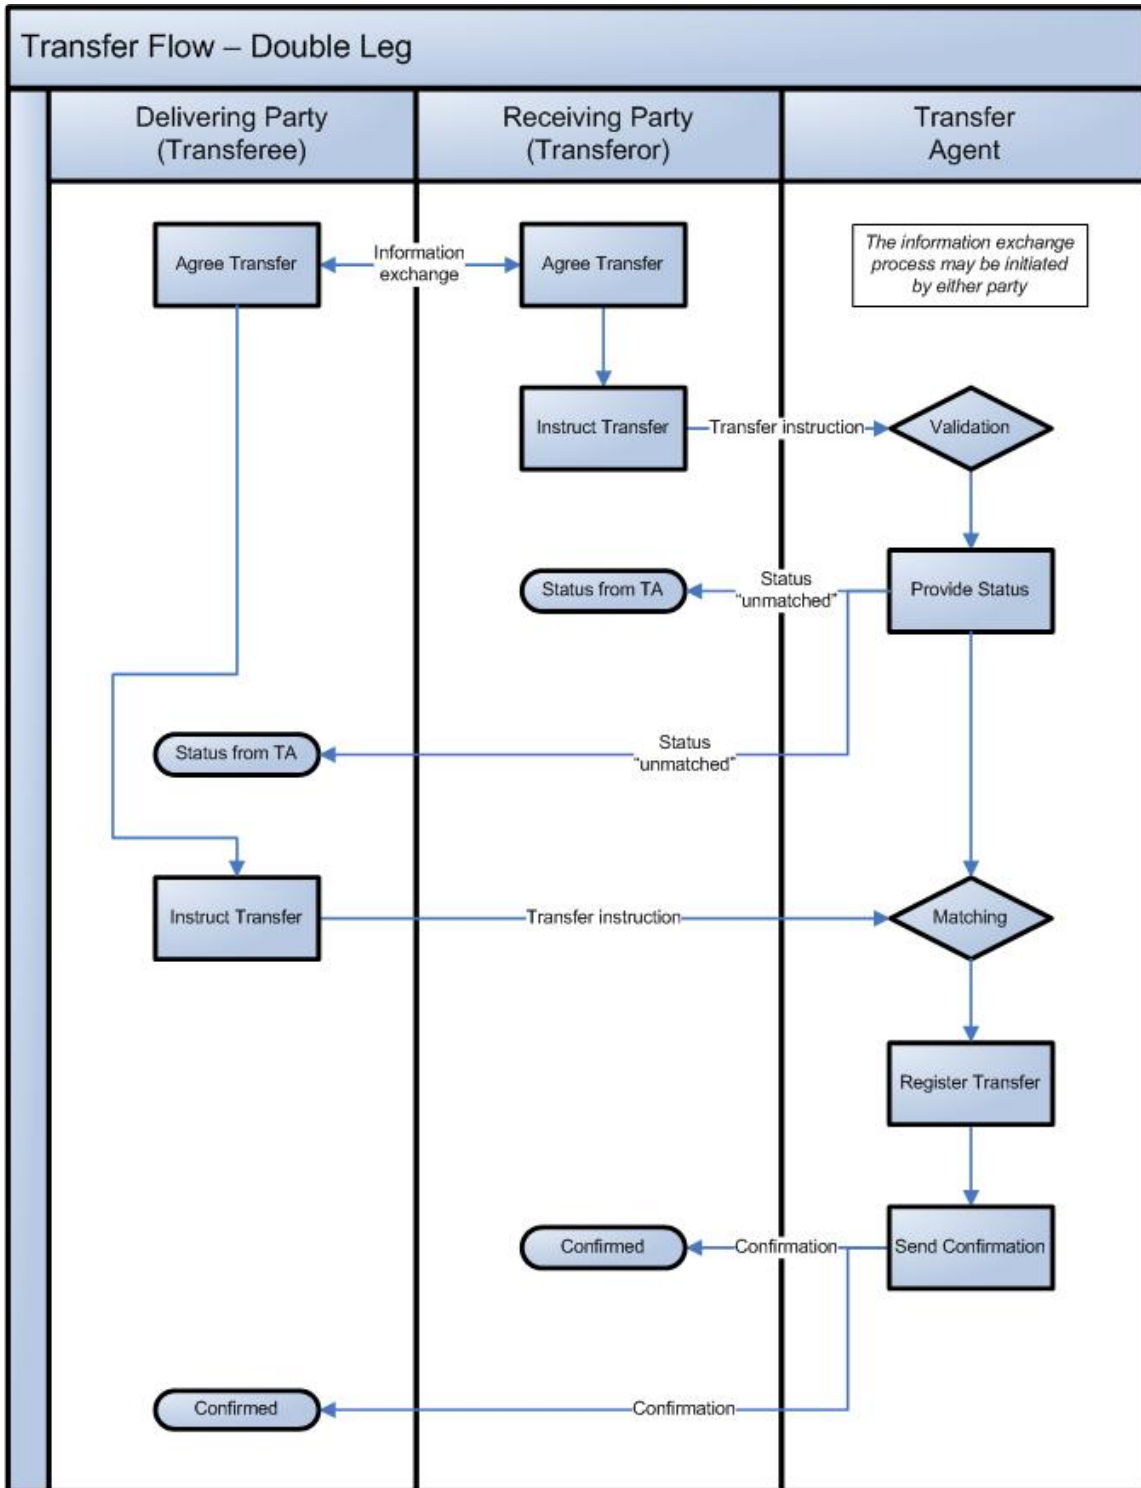 Transfer Flow – Double Leg
Delivering Party
(Transferee)
Receiving Party
(Transferor)
Transfer
Agent
Agree Transfer
Information
exchange
Agree Transfer
The information exchange
process may be initiated
by either party
Instruct Transfer
Transfer instruction
Validation
Status from TA
Status
"unmatched"
Provide Status
Status from TA
Status
"unmatched"
Instruct Transfer
Transfer instruction
Matching
Register Transfer
Confirmed
Confirmation
Send Confirmation
Confirmed
Confirmation